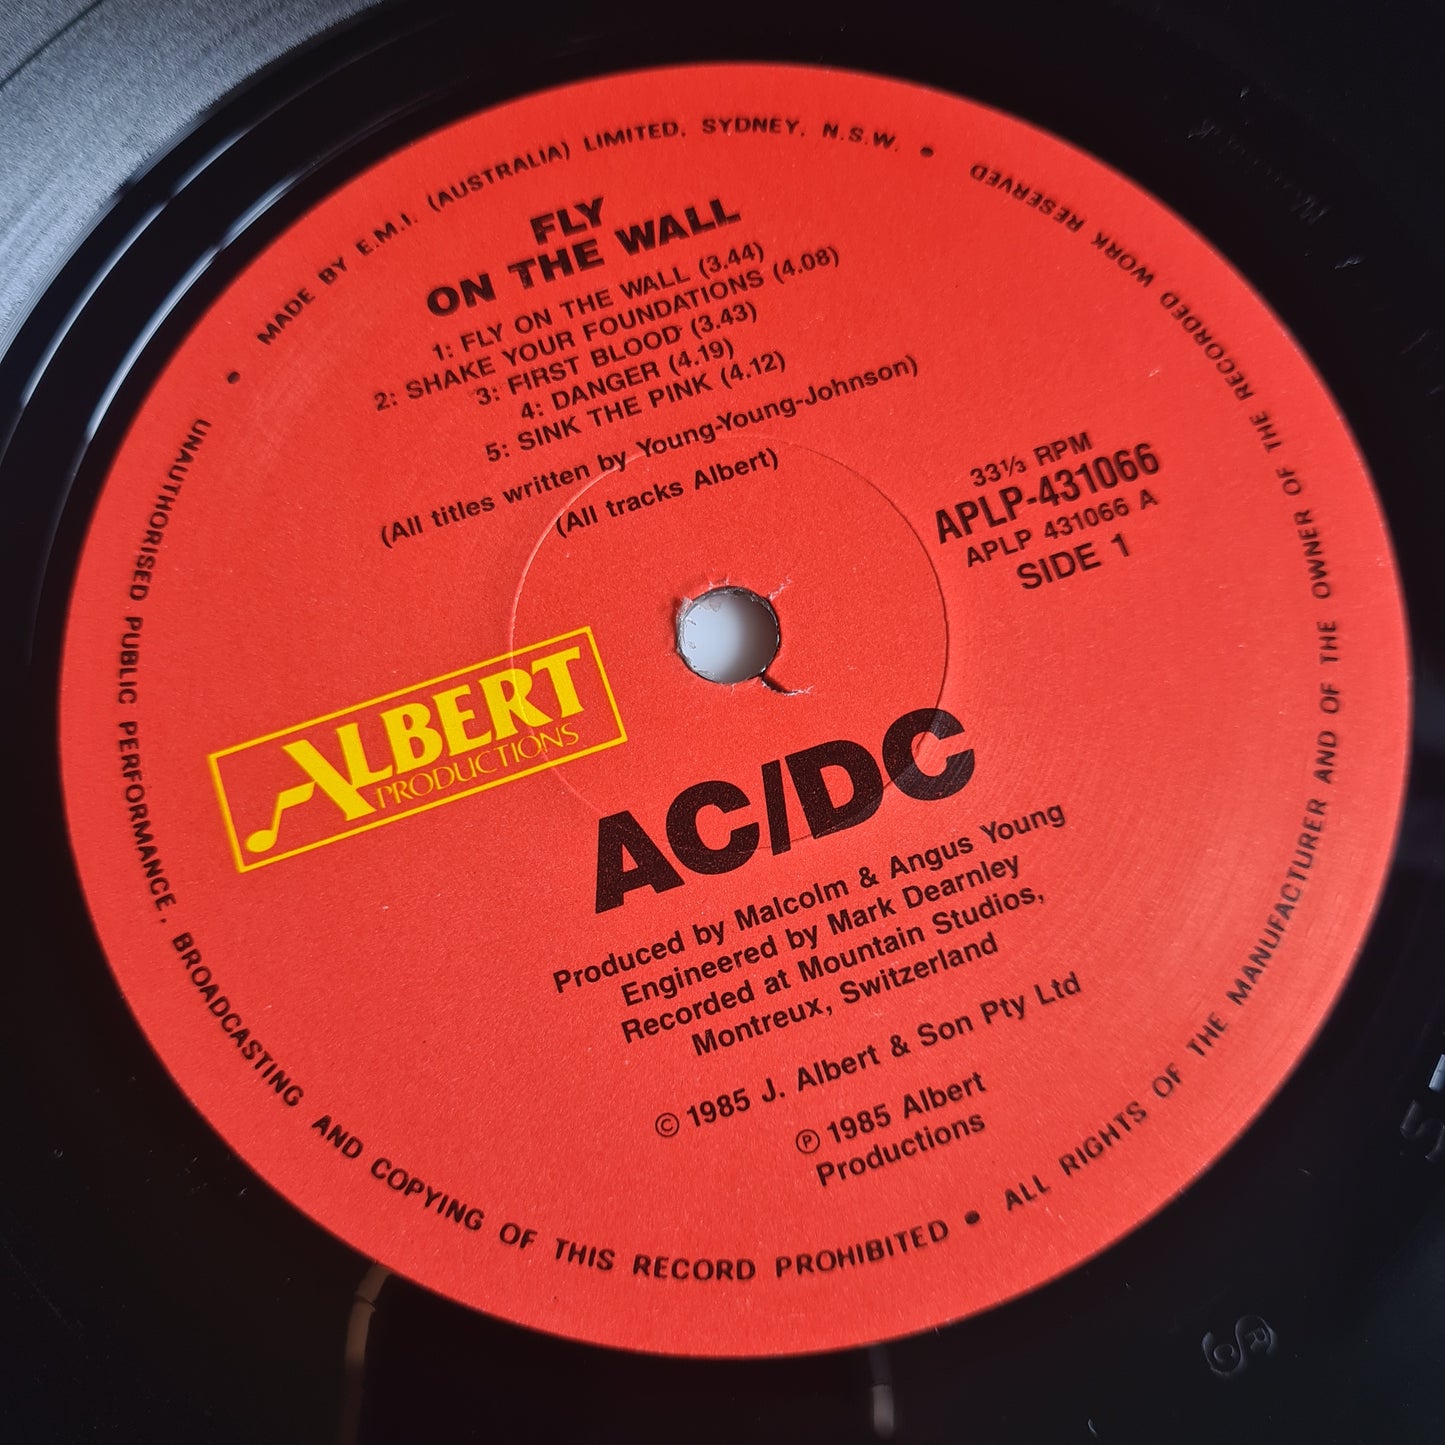 MADE BY E.M.I. (AUSTRALIA) LIMITED, SYDNEY, N.S.W. •
FLY
ON THE WALL
1: FLY ON THE WALL (3.44)
2: SHAKE YOUR FOUNDATIONS (4.08)
3: FIRST BLOOD (3.43)
4: DANGER (4.19)
5: SINK THE PINK (4.12)
(All titles written by Young-Young-Johnson)
(All tracks Albert)
33⅓ RPM
APLP-431066
APLP 431066 A
SIDE 1
ALBERT
PRODUCTIONS
AC/DC
Produced by Malcolm & Angus Young
Engineered by Mark Dearnley
Recorded at Mountain Studios,
Montreux, Switzerland
© 1985 J. Albert & Son Pty Ltd
℗ 1985 Albert
Productions
ALL RIGHTS OF THE MANUFACTURER AND OF THE OWNER OF THE RECORDED WORK RESERVED
• UNAUTHORISED PUBLIC PERFORMANCE, BROADCASTING AND COPYING OF THIS RECORD PROHIBITED •